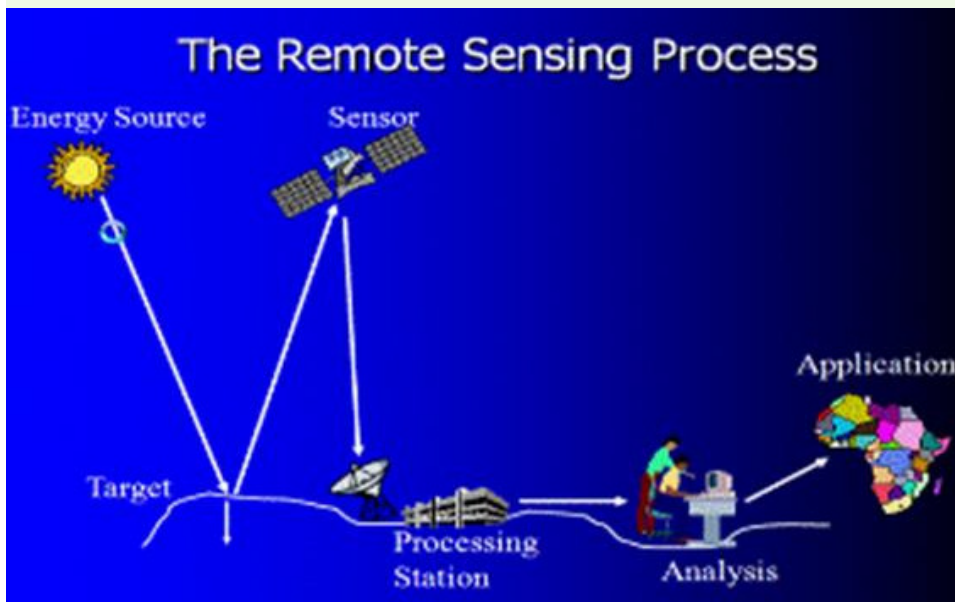 The Remote Sensing Process
Energy Source
Sensor
Application
Target
Processing
Station
Analysis